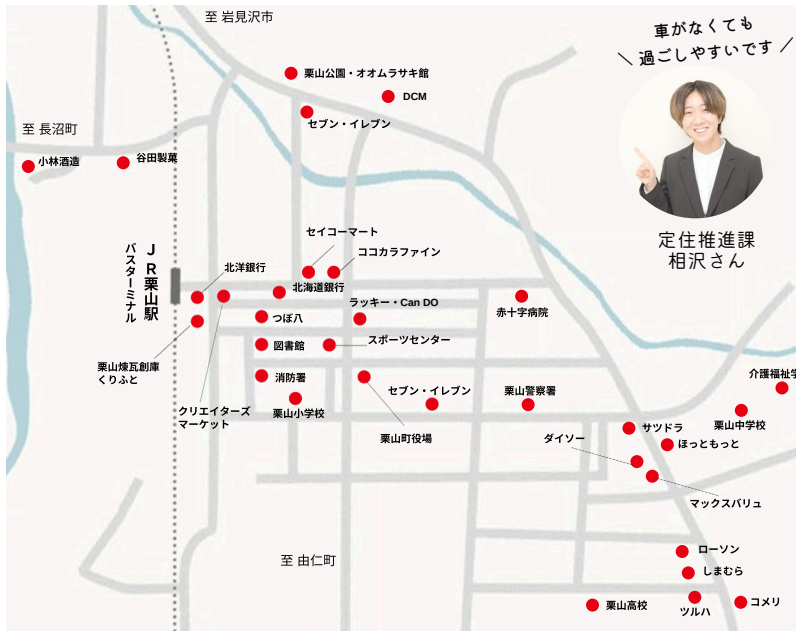 至 岩見沢市
車がなくても
＼ 過ごしやすいです ／
栗山公園・オオムラサキ館
DCM
セブン・イレブン
至 長沼町
小林酒造
谷田製菓
定住推進課
相沢さん
セイコーマート
ココカラファイン
JR栗山駅
バスターミナル
北洋銀行
北海道銀行
ラッキー・Can DO
赤十字病院
つぼ八
スポーツセンター
図書館
栗山煉瓦創庫
くりふと
消防署
セブン・イレブン
栗山警察署
介護福祉学
クリエイターズ
マーケット
栗山小学校
栗山町役場
栗山中学校
サツドラ
ダイソー
ほっともっと
マックスバリュ
至 由仁町
ローソン
しまむら
栗山高校
ツルハ
コメリ